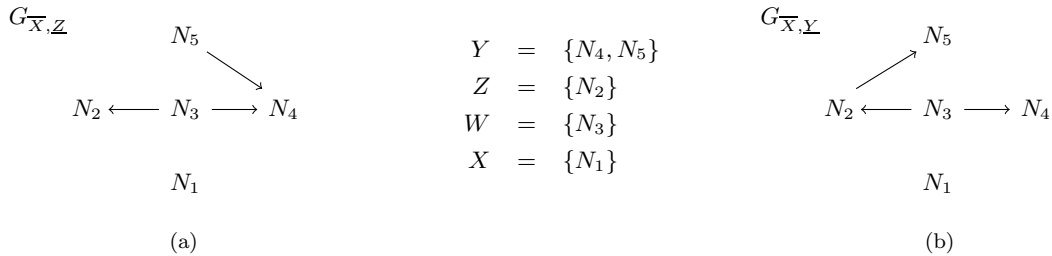 G_{\overline{X},\underline{Z}}
N_5
N_2 N_3 N_4
N_1
(a)
Y = {N_4, N_5}
Z = {N_2}
W = {N_3}
X = {N_1}
G_{\overline{X},\underline{Y}}
N_5
N_2 N_3 N_4
N_1
(b)